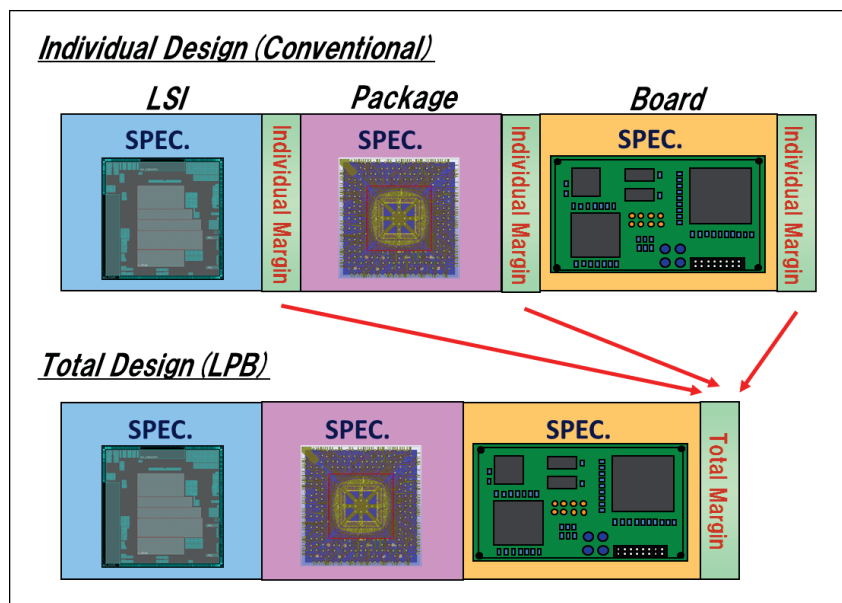 Individual Design (Conventional)
LSI
Package
Board
SPEC.
Individual Margin
SPEC.
Individual Margin
SPEC.
Individual Margin
Total Design (LPB)
SPEC.
SPEC.
SPEC.
Total Margin